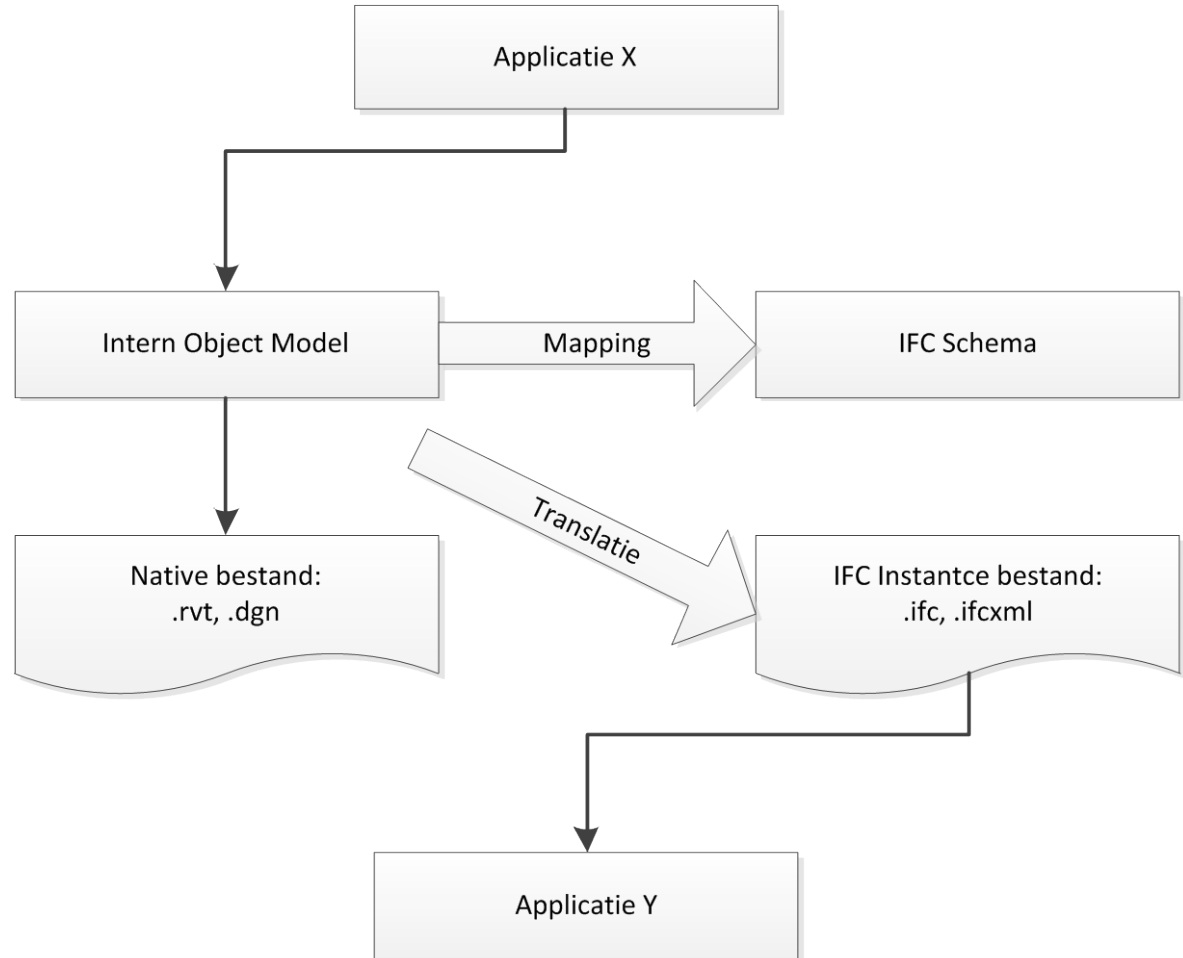 Applicatie X
Intern Object Model
Mapping
IFC Schema
Translatie
Native bestand:
.rvt, .dgn
IFC Instantce bestand:
.ifc, .ifcxml
Applicatie Y